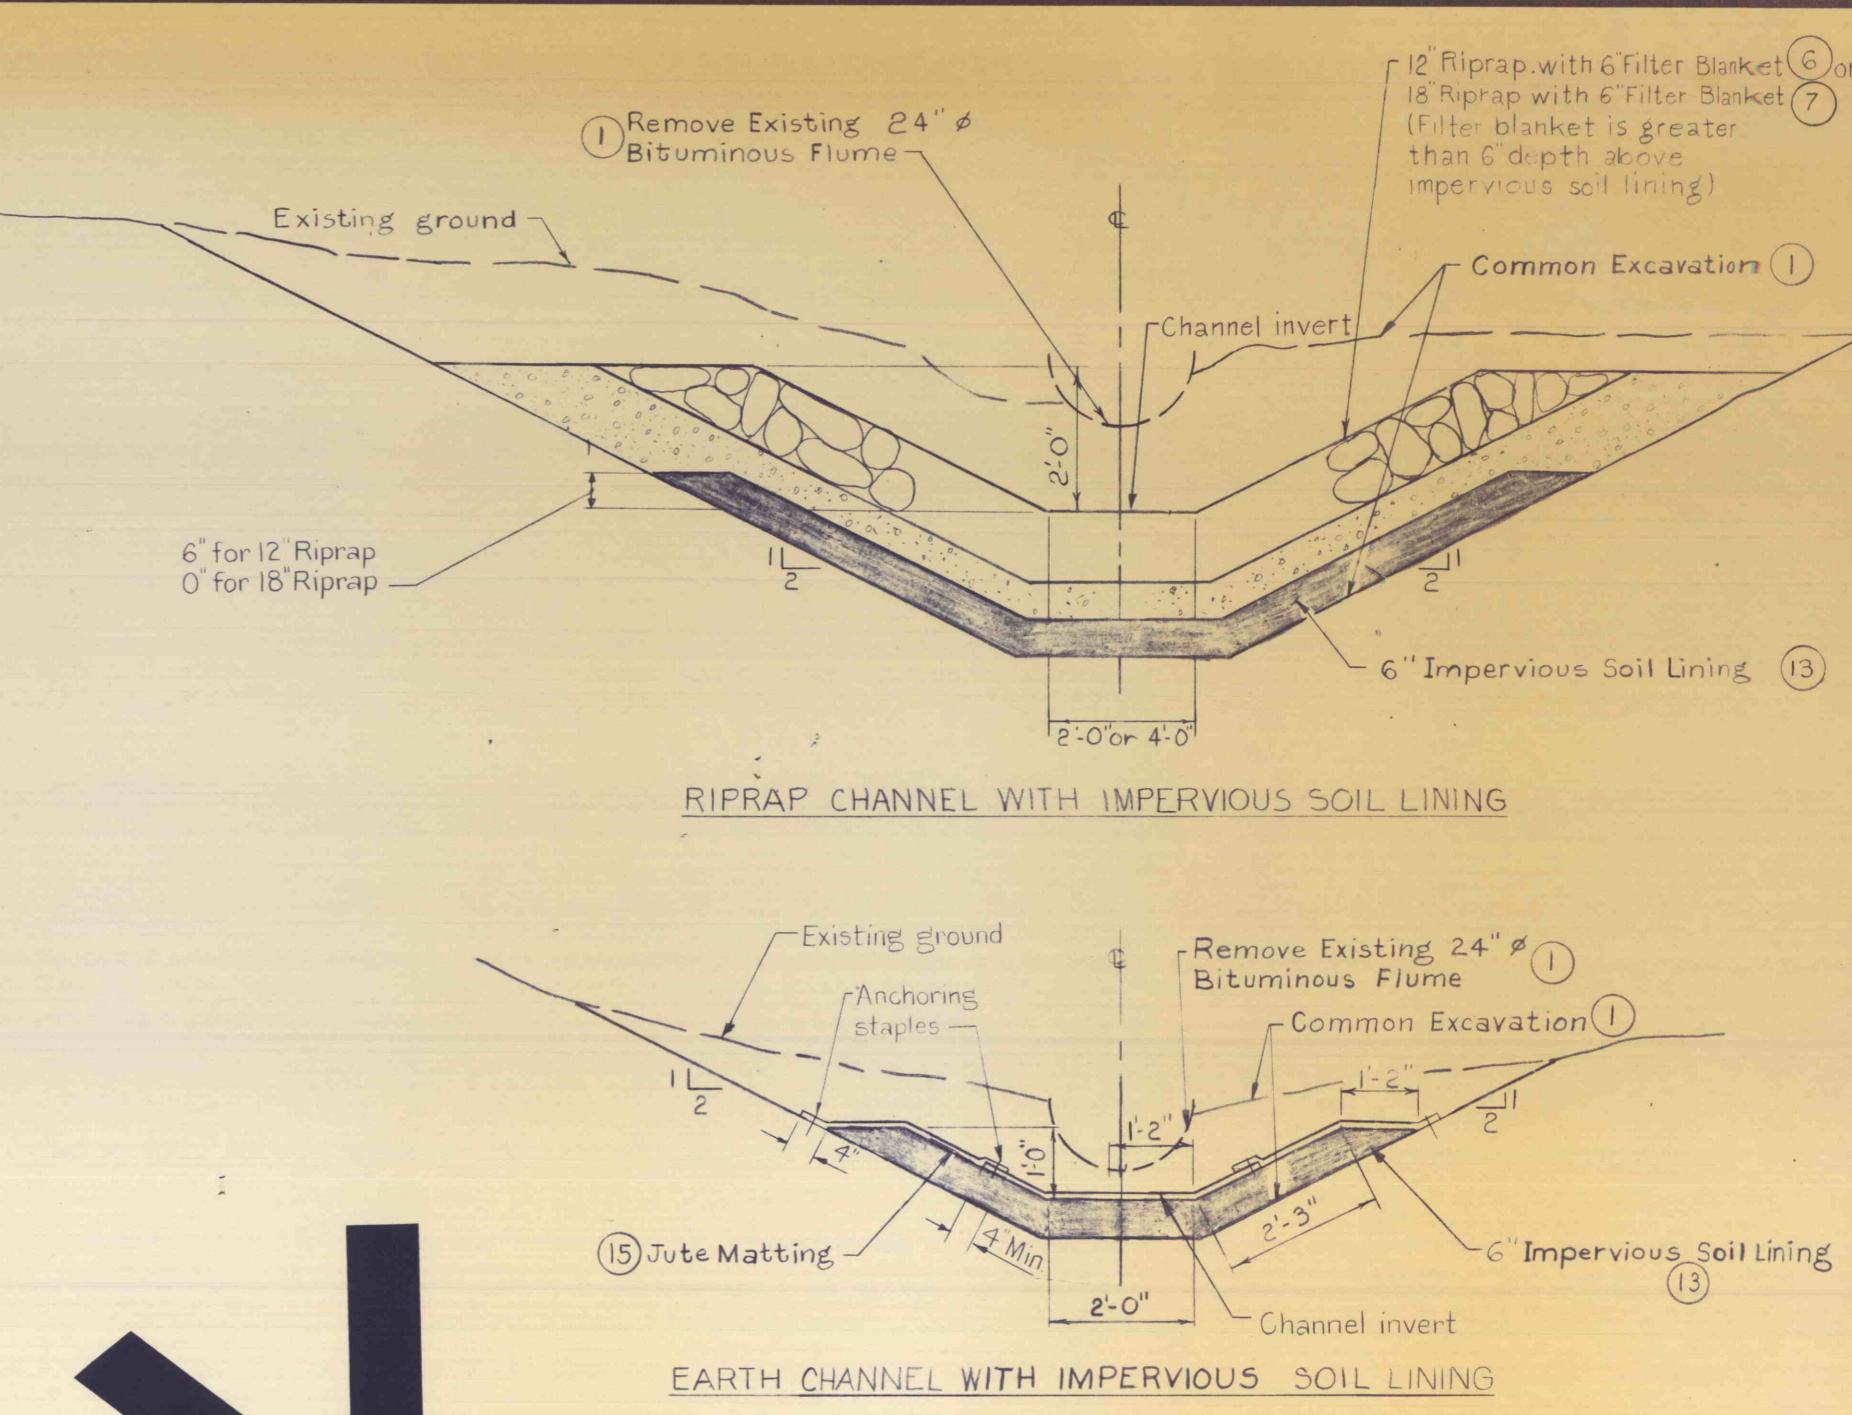 12" Riprap with 6" Filter Blanket 6 or
18" Riprap with 6" Filter Blanket 7
(Filter blanket is greater
than 6" depth above
impervious soil lining)
1 Remove Existing 24" ø
Bituminous Flume
℄
Existing ground
Common Excavation 1
Channel invert
2'-0"
6" for 12" Riprap
0" for 18" Riprap
1
2
1
2
6" Impervious Soil Lining 13
2'-0" or 4'-0"
RIPRAP CHANNEL WITH IMPERVIOUS SOIL LINING
Existing ground
℄
Remove Existing 24" ø 1
Bituminous Flume
Anchoring
staples
Common Excavation 1
1
2
1'-2"
1
2
1'-2"
1'-0"
4"
2'-3"
4" Min.
15 Jute Matting
6" Impervious Soil Lining
13
2'-0"
Channel invert
EARTH CHANNEL WITH IMPERVIOUS SOIL LINING